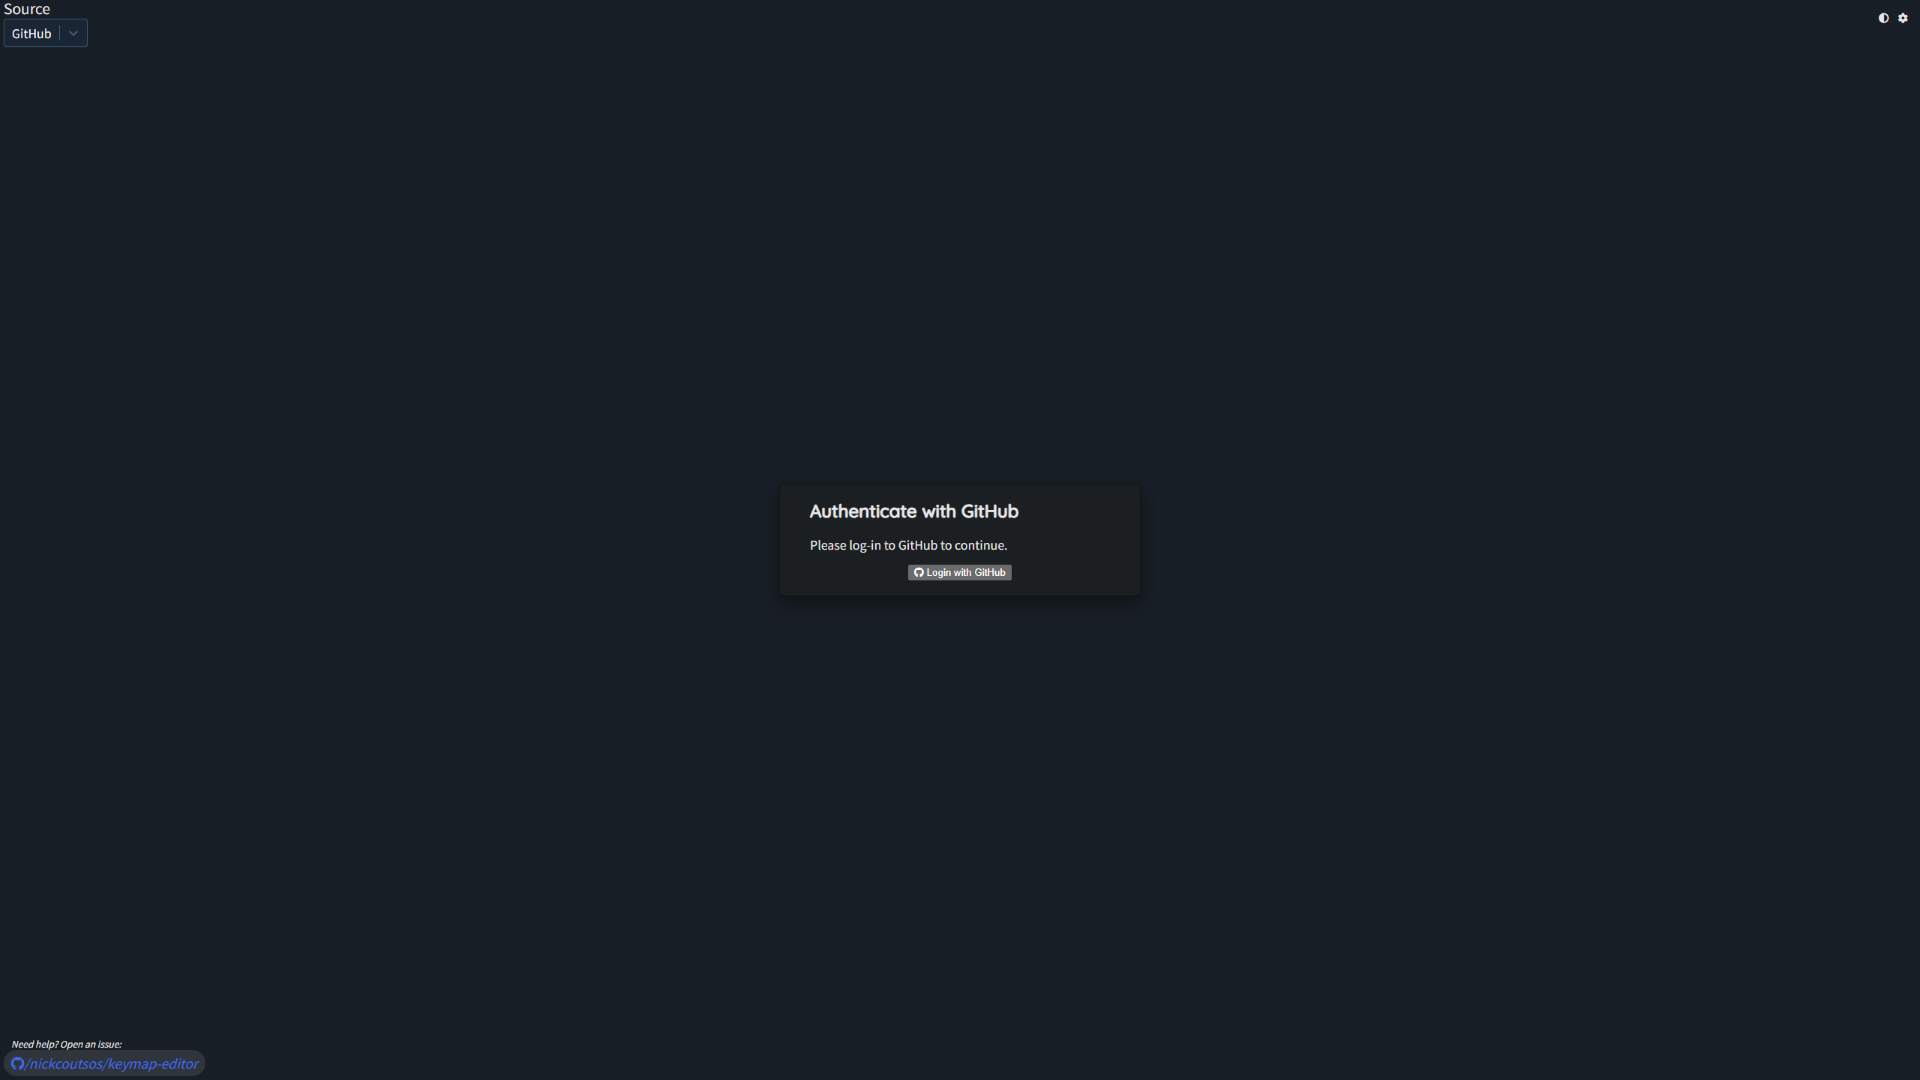 Source
GitHub
Authenticate with GitHub
Please log-in to GitHub to continue.
Login with GitHub
Need help? Open an issue:
/nickcoutsos/keymap-editor